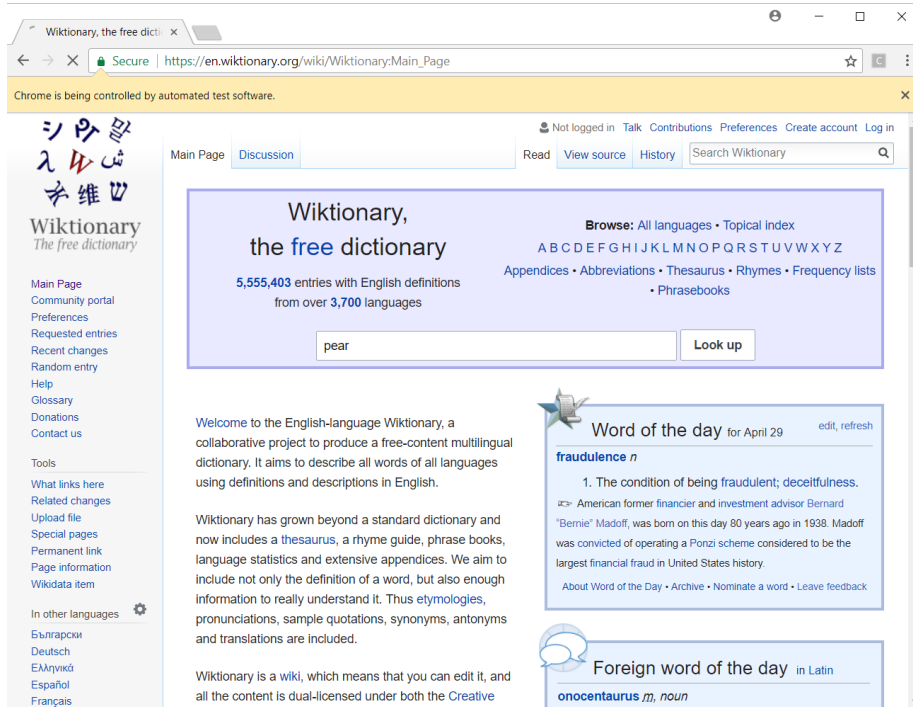 Wiktionary, the free dicti
Secure https://en.wiktionary.org/wiki/Wiktionary:Main_Page
C
Chrome is being controlled by automated test software.
シ 말
λ W ش
维 ש
Wiktionary
The free dictionary
Not logged in Talk Contributions Preferences Create account Log in
Main Page Discussion Read View source History Search Wiktionary
Wiktionary,
the free dictionary
5,555,403 entries with English definitions
from over 3,700 languages
Browse: All languages • Topical index
A B C D E F G H I J K L M N O P Q R S T U V W X Y Z
Appendices • Abbreviations • Thesaurus • Rhymes • Frequency lists
• Phrasebooks
pear Look up
Main Page
Community portal
Preferences
Requested entries
Recent changes
Random entry
Help
Glossary
Donations
Contact us
Tools
What links here
Related changes
Upload file
Special pages
Permanent link
Page information
Wikidata item
In other languages
Български
Deutsch
Ελληνικά
Español
Français
Welcome to the English-language Wiktionary, a
collaborative project to produce a free-content multilingual
dictionary. It aims to describe all words of all languages
using definitions and descriptions in English.
Wiktionary has grown beyond a standard dictionary and
now includes a thesaurus, a rhyme guide, phrase books,
language statistics and extensive appendices. We aim to
include not only the definition of a word, but also enough
information to really understand it. Thus etymologies,
pronunciations, sample quotations, synonyms, antonyms
and translations are included.
Wiktionary is a wiki, which means that you can edit it, and
all the content is dual-licensed under both the Creative
Word of the day for April 29
edit, refresh
fraudulence n
1. The condition of being fraudulent; deceitfulness.
American former financier and investment advisor Bernard
"Bernie" Madoff, was born on this day 80 years ago in 1938. Madoff
was convicted of operating a Ponzi scheme considered to be the
largest financial fraud in United States history.
About Word of the Day • Archive • Nominate a word • Leave feedback
Foreign word of the day in Latin
onocentaurus m, noun